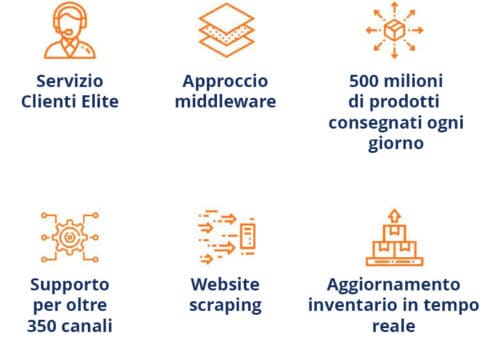 Servizio
Clienti Elite
Approccio
middleware
500 milioni
di prodotti
consegnati ogni
giorno
Supporto
per oltre
350 canali
Website
scraping
Aggiornamento
inventario in tempo
reale